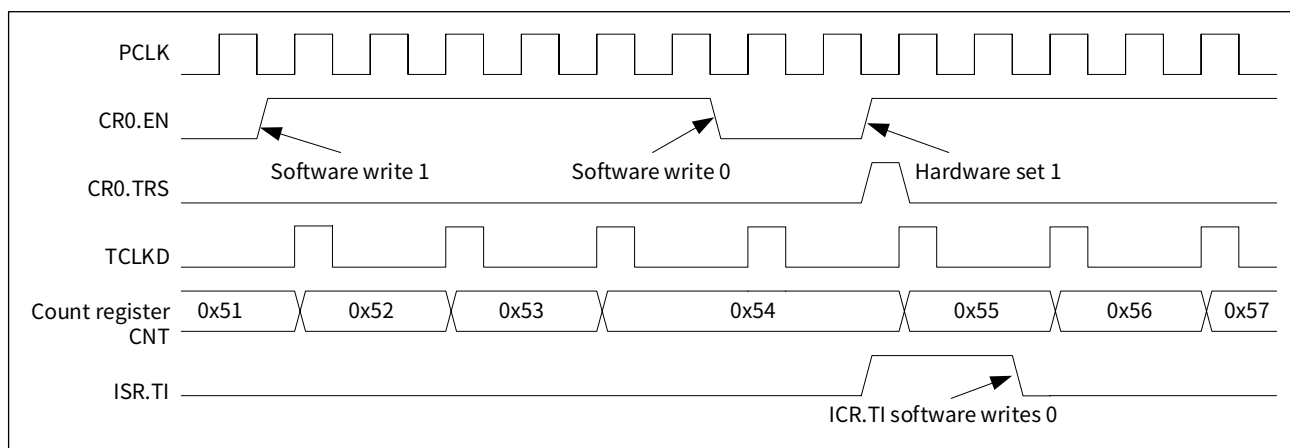 PCLK
CR0.EN
Software write 1 Software write 0 Hardware set 1
CR0.TRS
TCLKD
Count register
CNT
0x51 0x52 0x53 0x54 0x55 0x56 0x57
ISR.TI
ICR.TI software writes 0